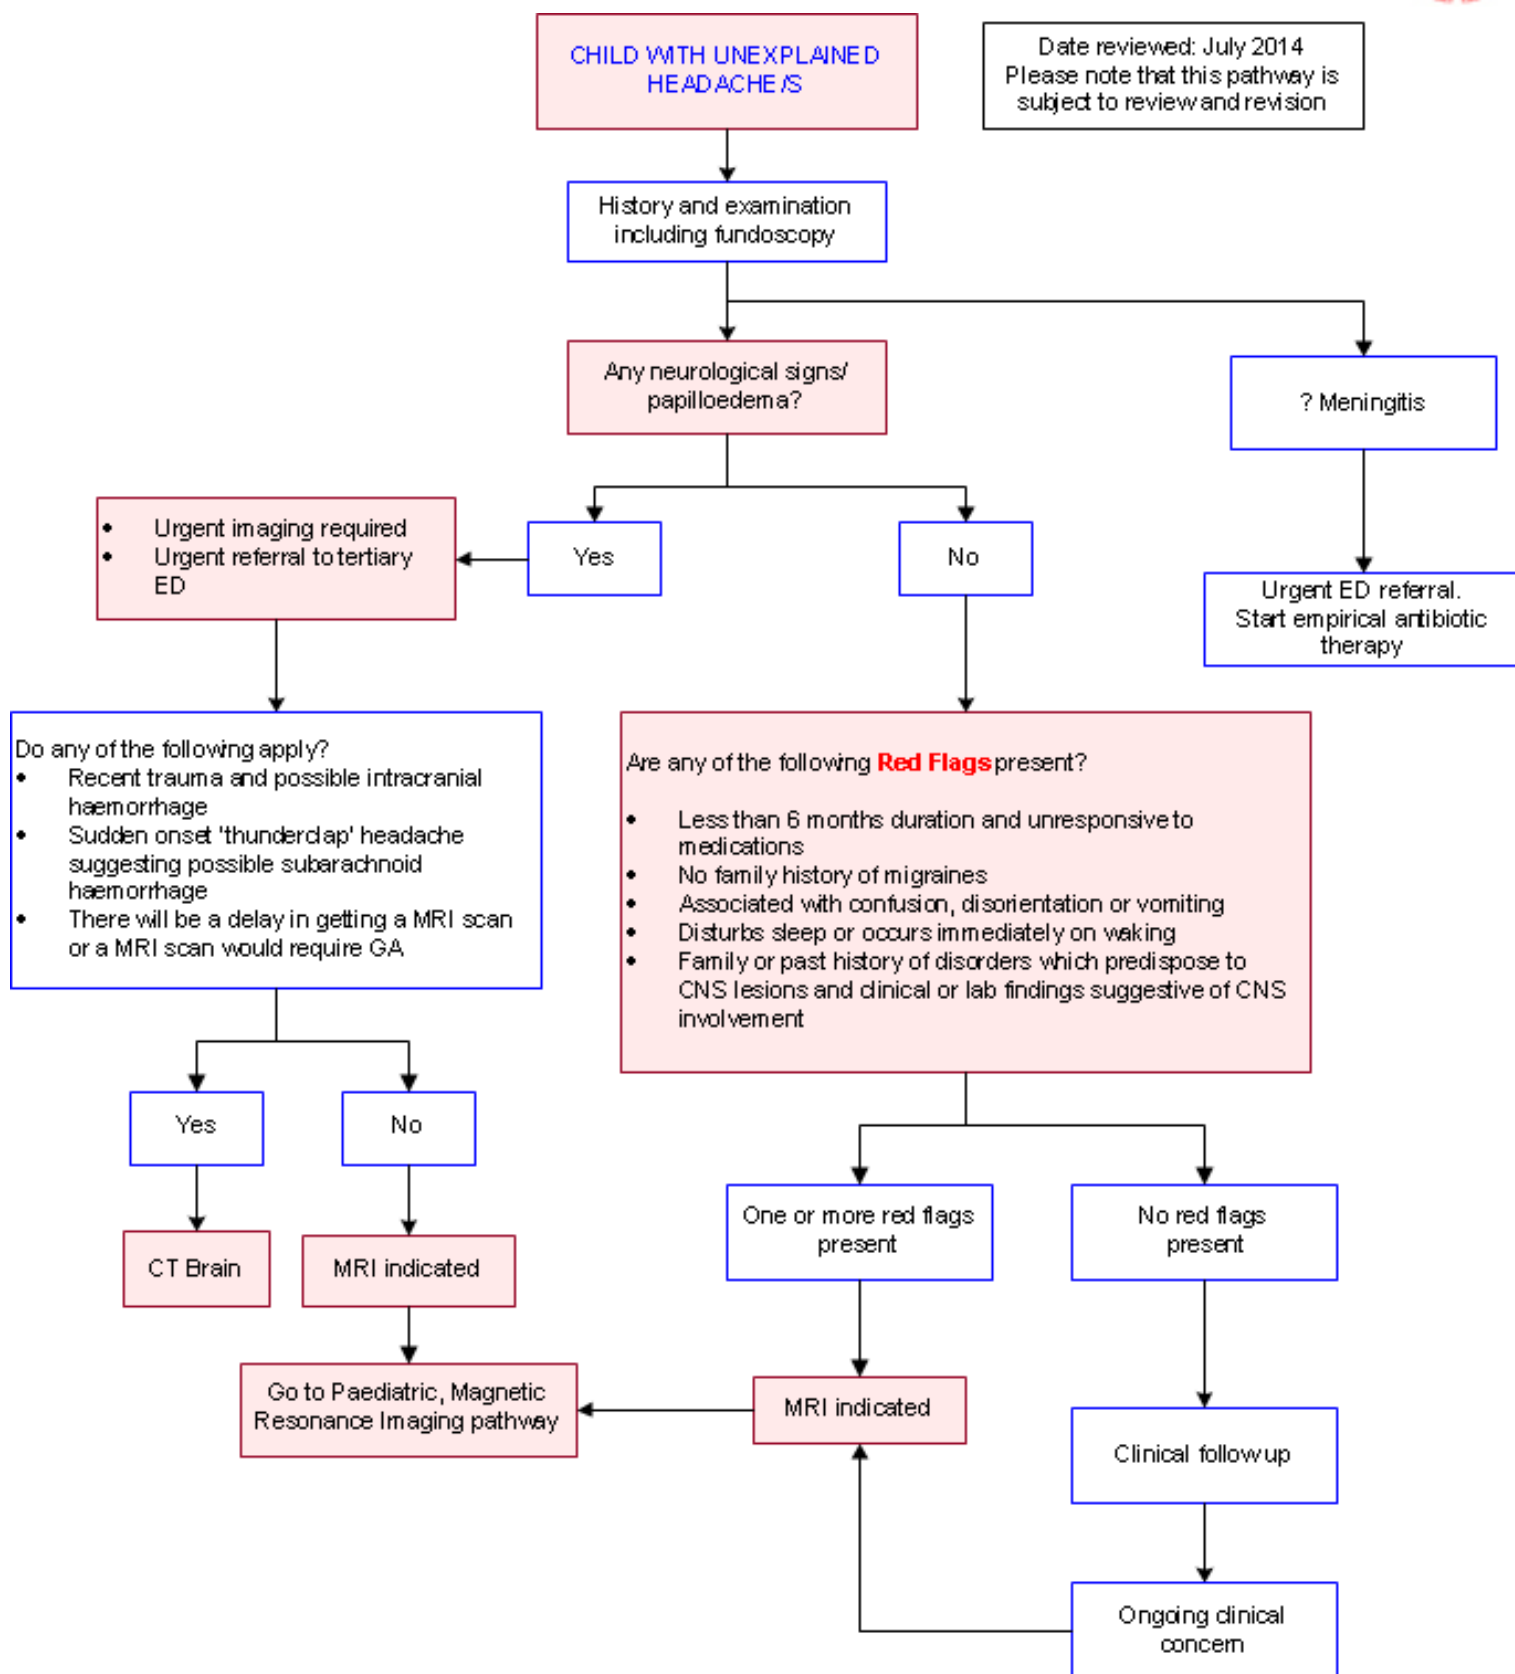 CHILD WITH UNEXPLAINED
HEADACHE/S
Date reviewed: July 2014
Please note that this pathway is
subject to review and revision
History and examination
including fundoscopy
Any neurological signs/
papilloedema?
? Meningitis
• Urgent imaging required
• Urgent referral to tertiary
ED
Yes
No
Urgent ED referral.
Start empirical antibiotic
therapy
Do any of the following apply?
• Recent trauma and possible intracranial
haemorrhage
• Sudden onset 'thunderclap' headache
suggesting possible subarachnoid
haemorrhage
• There will be a delay in getting a MRI scan
or a MRI scan would require GA
Are any of the following Red Flags present?
• Less than 6 months duration and unresponsive to
medications
• No family history of migraines
• Associated with confusion, disorientation or vomiting
• Disturbs sleep or occurs immediately on waking
• Family or past history of disorders which predispose to
CNS lesions and clinical or lab findings suggestive of CNS
involvement
Yes
No
One or more red flags
present
No red flags
present
CT Brain
MRI indicated
Go to Paediatric, Magnetic
Resonance Imaging pathway
MRI indicated
Clinical follow up
Ongoing clinical
concern